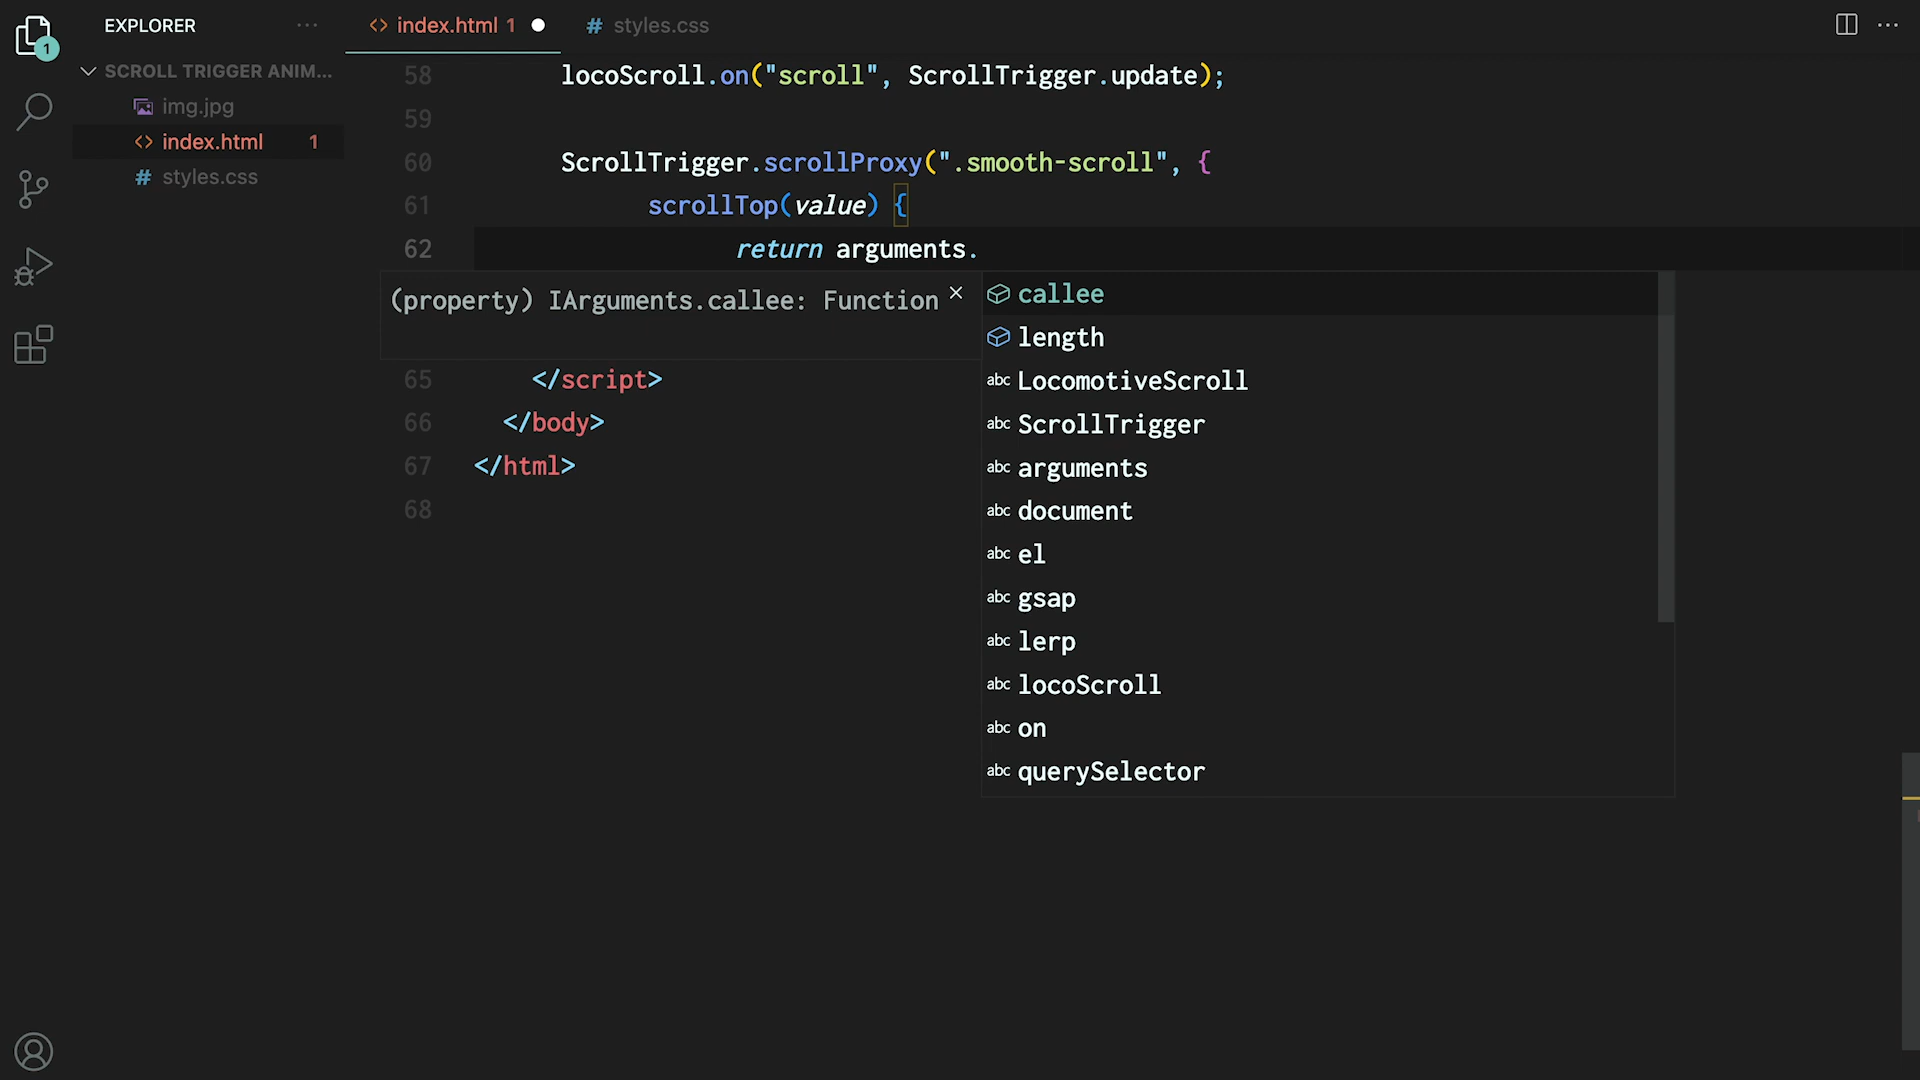 1
EXPLORER
SCROLL TRIGGER ANIM...
img.jpg
index.html 1
# styles.css
<> index.html 1
# styles.css
58 locoScroll.on("scroll", ScrollTrigger.update);
59
60 ScrollTrigger.scrollProxy(".smooth-scroll", {
61 scrollTop(value) {
62 return arguments.
(property) IArguments.callee: Function
callee
length
abc LocomotiveScroll
abc ScrollTrigger
abc arguments
abc document
abc el
abc gsap
abc lerp
abc locoScroll
abc on
abc querySelector
65 </script>
66 </body>
67 </html>
68